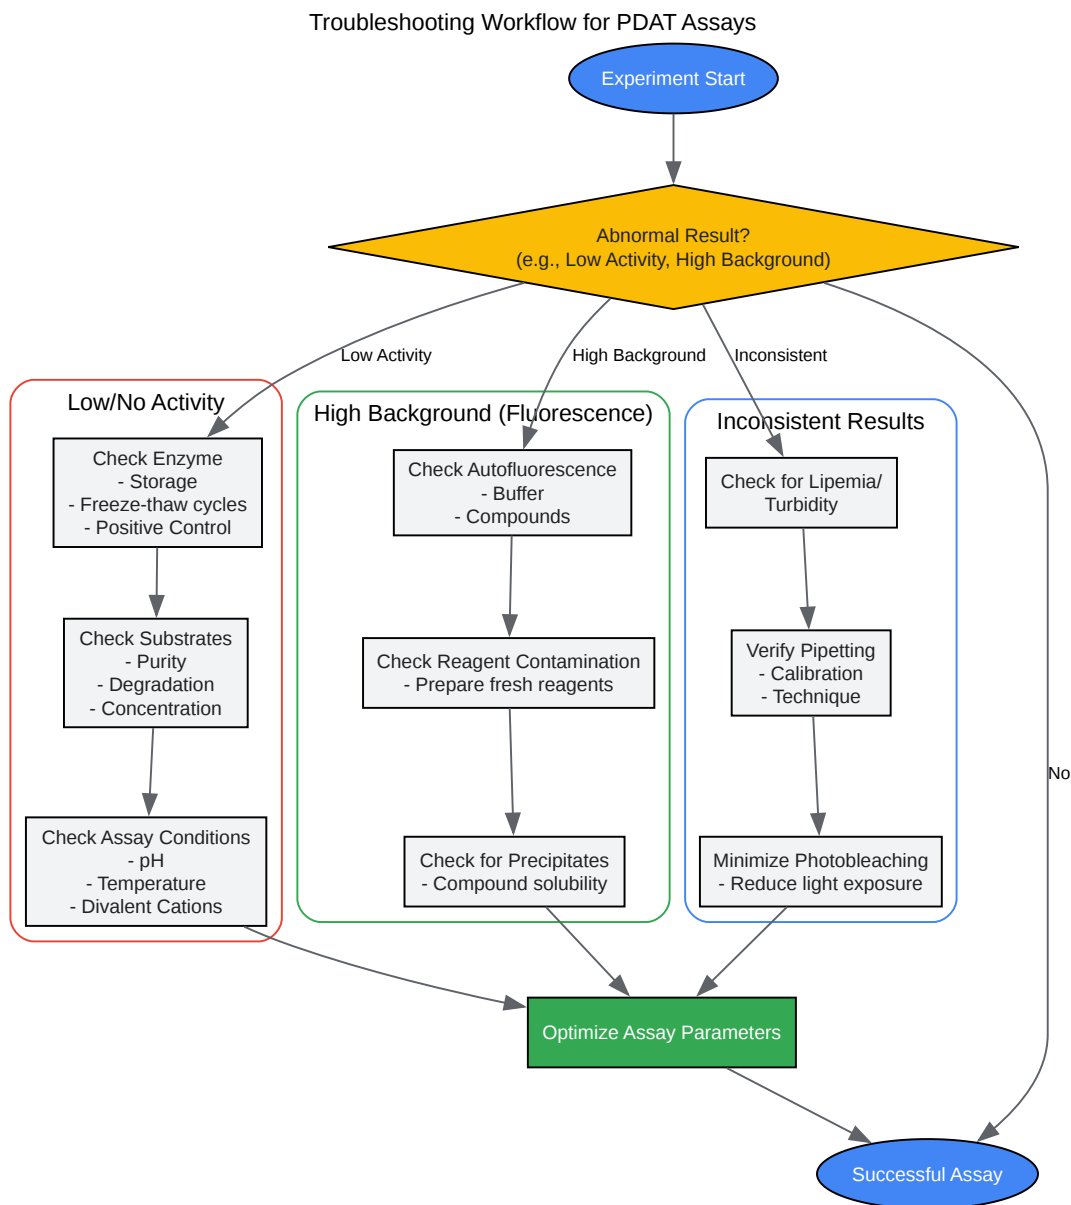 Troubleshooting Workflow for PDAT Assays
Experiment Start
Abnormal Result?
(e.g., Low Activity, High Background)
Low Activity
High Background
Inconsistent
No
Low/No Activity
Check Enzyme
- Storage
- Freeze-thaw cycles
- Positive Control
Check Substrates
- Purity
- Degradation
- Concentration
Check Assay Conditions
- pH
- Temperature
- Divalent Cations
High Background (Fluorescence)
Check Autofluorescence
- Buffer
- Compounds
Check Reagent Contamination
- Prepare fresh reagents
Check for Precipitates
- Compound solubility
Inconsistent Results
Check for Lipemia/
Turbidity
Verify Pipetting
- Calibration
- Technique
Minimize Photobleaching
- Reduce light exposure
Optimize Assay Parameters
Successful Assay